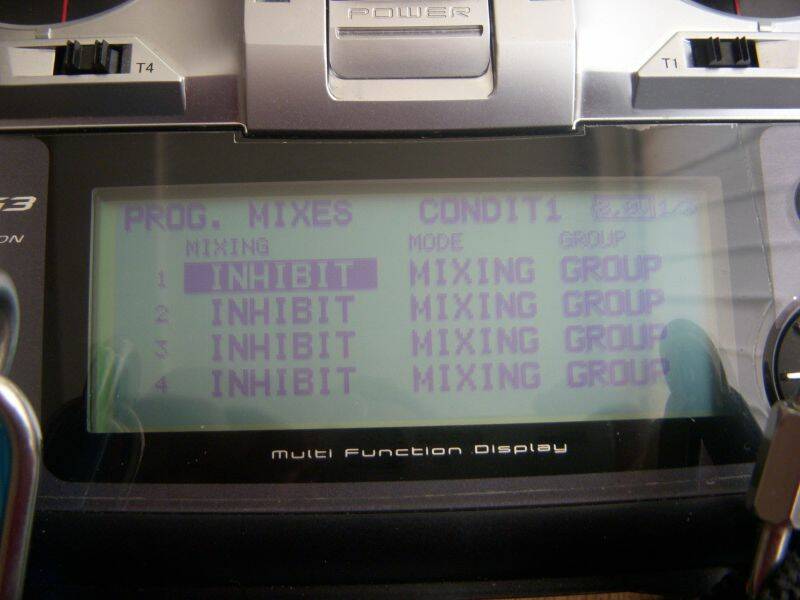 POWER
T4
T1
PROG. MIXES CONDIT1
MIXING MODE GROUP
1 INHIBIT MIXING GROUP
2 INHIBIT MIXING GROUP
3 INHIBIT MIXING GROUP
4 INHIBIT MIXING GROUP
Multi Function Display